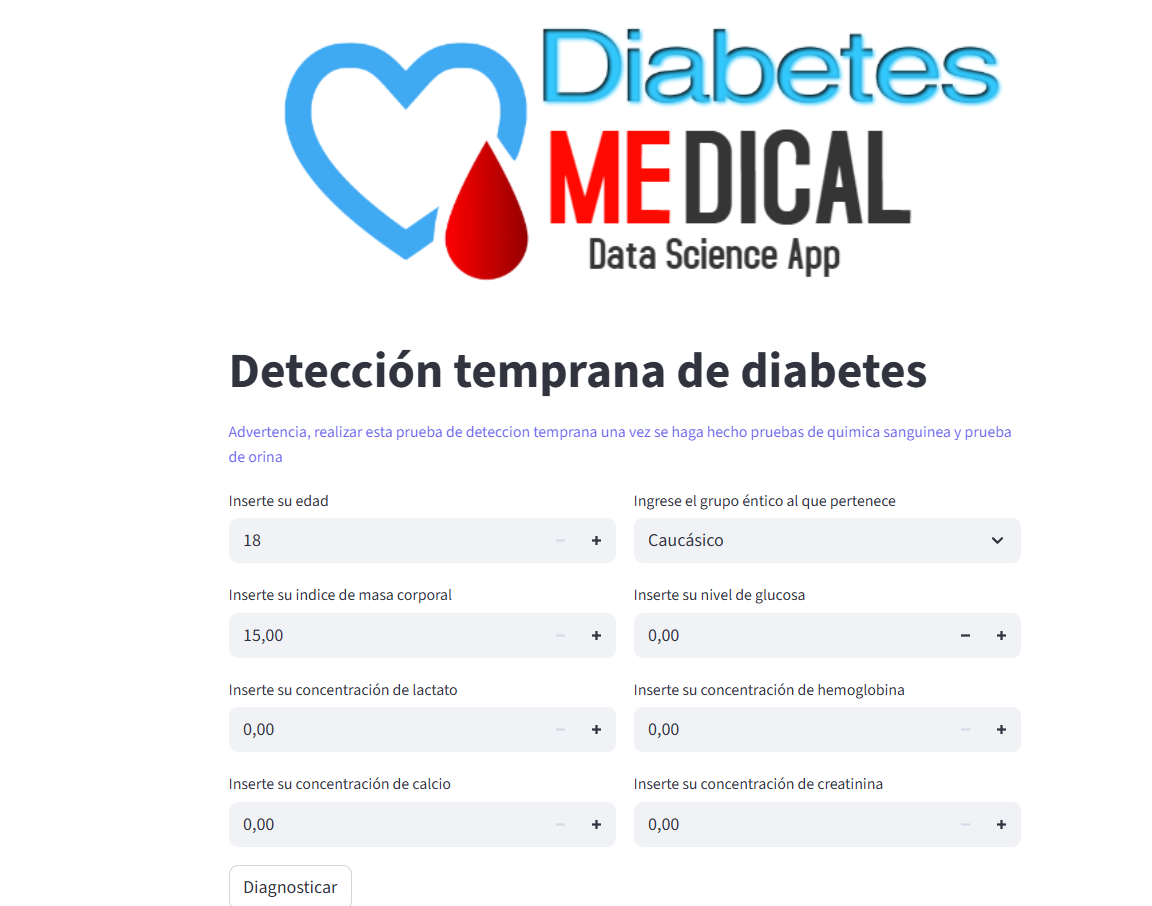 Diabetes
MEDICAL
Data Science App
Detección temprana de diabetes
Advertencia, realizar esta prueba de deteccion temprana una vez se haga hecho pruebas de quimica sanguinea y prueba
de orina
Inserte su edad
Ingrese el grupo éntico al que pertenece
18
Caucásico
Inserte su indice de masa corporal
Inserte su nivel de glucosa
15,00
0,00
Inserte su concentración de lactato
Inserte su concentración de hemoglobina
0,00
0,00
Inserte su concentración de calcio
Inserte su concentración de creatinina
0,00
0,00
Diagnosticar